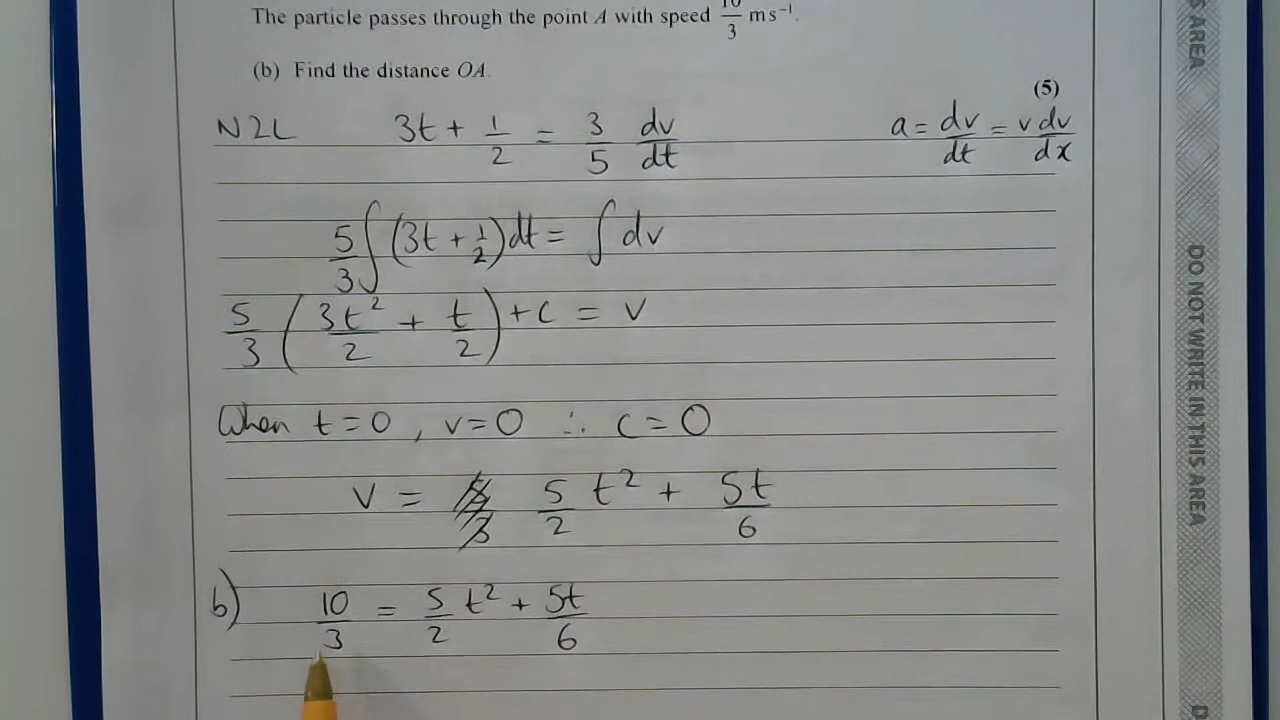 The particle passes through the point A with speed 10/3 m s⁻¹.
(b) Find the distance OA.
(5)
N2L 3t + 1/2 = 3/5 dv/dt
a = dv/dt = v dv/dx
5/3 ∫(3t + 1/2)dt = ∫ dv
5/3 (3t²/2 + t/2) + c = v
When t = 0, v = 0 ∴ c = 0
v = 5/2 t² + 5t/6
b) 10/3 = 5/2 t² + 5t/6
S AREA
DO NOT WRITE IN THIS AREA
D